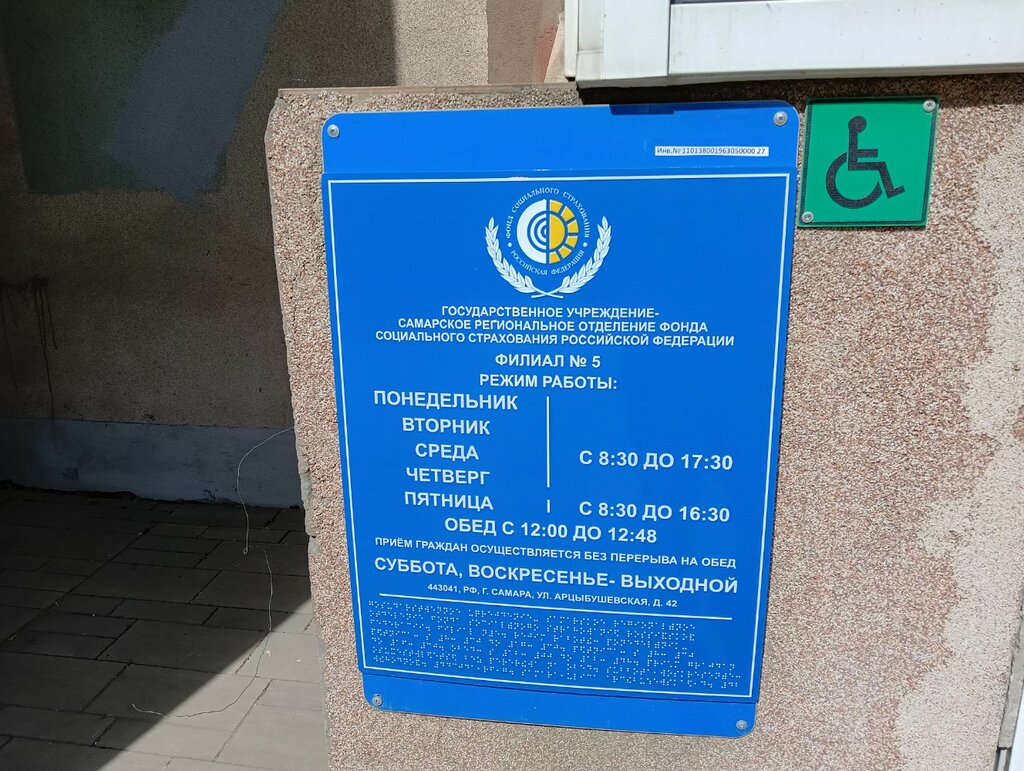 Инв.№ 110138001963050000 27
ФОНД СОЦИАЛЬНОГО СТРАХОВАНИЯ
РОССИЙСКАЯ ФЕДЕРАЦИЯ
ГОСУДАРСТВЕННОЕ УЧРЕЖДЕНИЕ-
САМАРСКОЕ РЕГИОНАЛЬНОЕ ОТДЕЛЕНИЕ ФОНДА
СОЦИАЛЬНОГО СТРАХОВАНИЯ РОССИЙСКОЙ ФЕДЕРАЦИИ
ФИЛИАЛ № 5
РЕЖИМ РАБОТЫ:
ПОНЕДЕЛЬНИК
ВТОРНИК
СРЕДА
ЧЕТВЕРГ
С 8:30 ДО 17:30
ПЯТНИЦА С 8:30 ДО 16:30
ОБЕД С 12:00 ДО 12:48
ПРИЁМ ГРАЖДАН ОСУЩЕСТВЛЯЕТСЯ БЕЗ ПЕРЕРЫВА НА ОБЕД
СУББОТА, ВОСКРЕСЕНЬЕ- ВЫХОДНОЙ
443041, РФ, Г. САМАРА, УЛ. АРЦЫБУШЕВСКАЯ, Д. 42